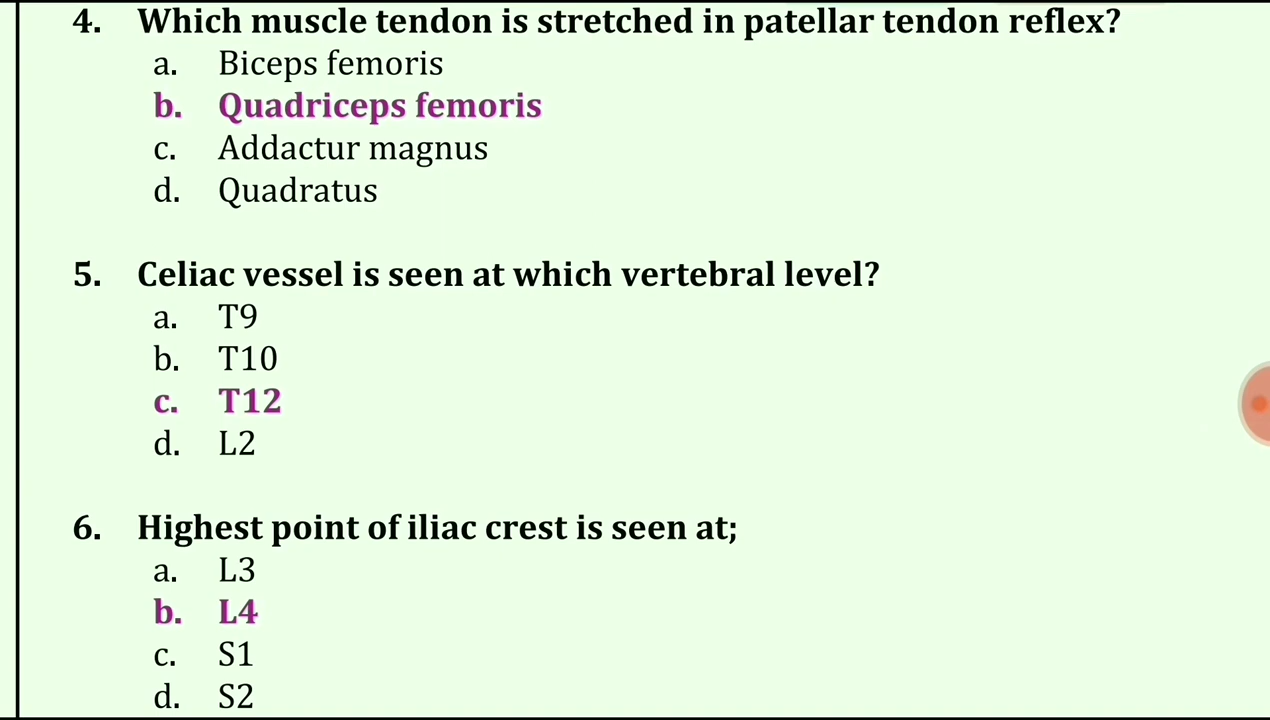 4. Which muscle tendon is stretched in patellar tendon reflex?
a. Biceps femoris
b. Quadriceps femoris
c. Addactur magnus
d. Quadratus
5. Celiac vessel is seen at which vertebral level?
a. T9
b. T10
c. T12
d. L2
6. Highest point of iliac crest is seen at;
a. L3
b. L4
c. S1
d. S2